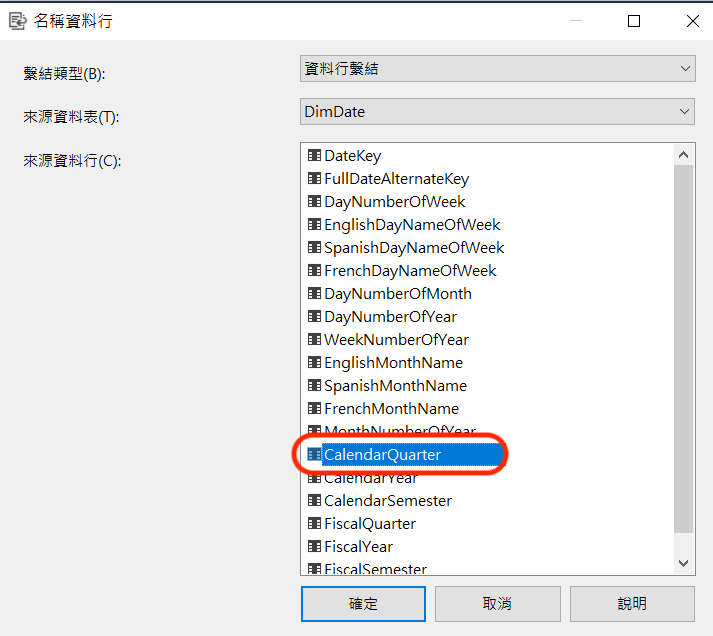 名稱資料行
繫結類型(B):
資料行繫結
來源資料表(T):
DimDate
來源資料行(C):
DateKey
FullDateAlternateKey
DayNumberOfWeek
EnglishDayNameOfWeek
SpanishDayNameOfWeek
FrenchDayNameOfWeek
DayNumberOfMonth
DayNumberOfYear
WeekNumberOfYear
EnglishMonthName
SpanishMonthName
FrenchMonthName
MonthNumberOfYear
CalendarQuarter
CalendarYear
CalendarSemester
FiscalQuarter
FiscalYear
FiscalSemester
確定
取消
說明